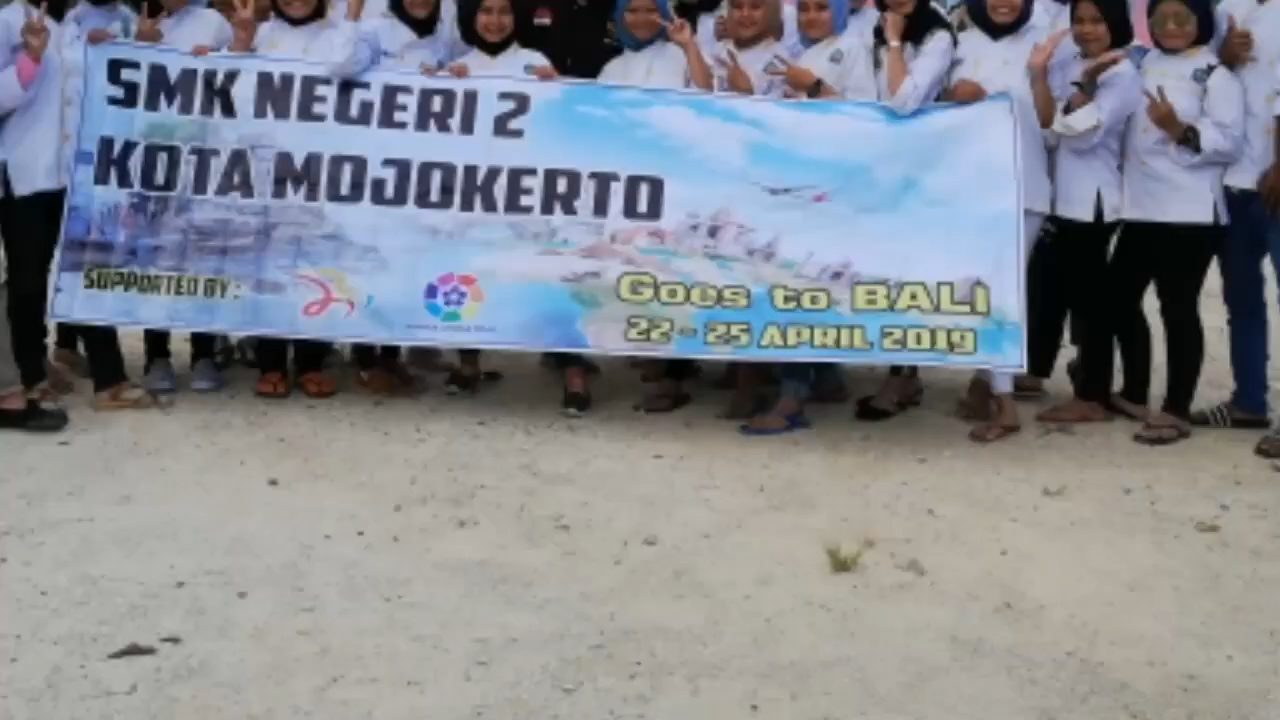 SMK NEGERI 2
KOTA MOJOKERTO
SUPPORTED BY :
Goes to BALI
22 - 25 APRIL 2019